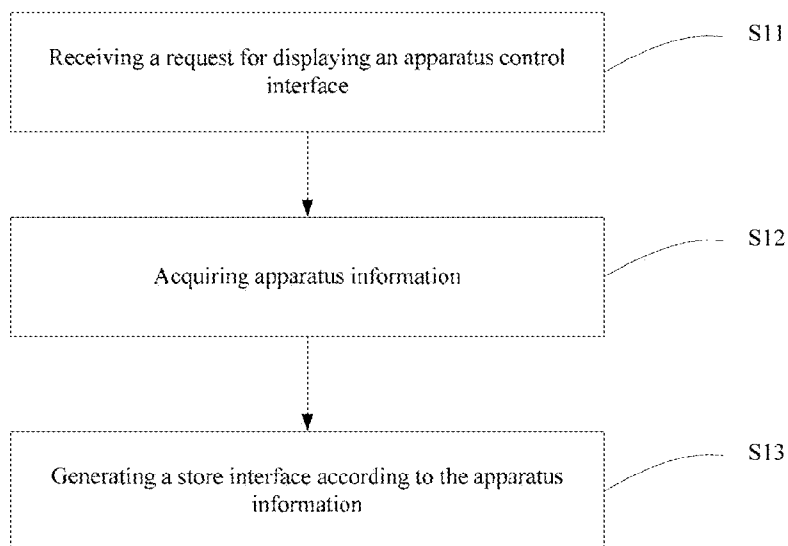 Receiving a request for displaying an apparatus control
interface
S11
Acquiring apparatus information
S12
Generating a store interface according to the apparatus
information
S13